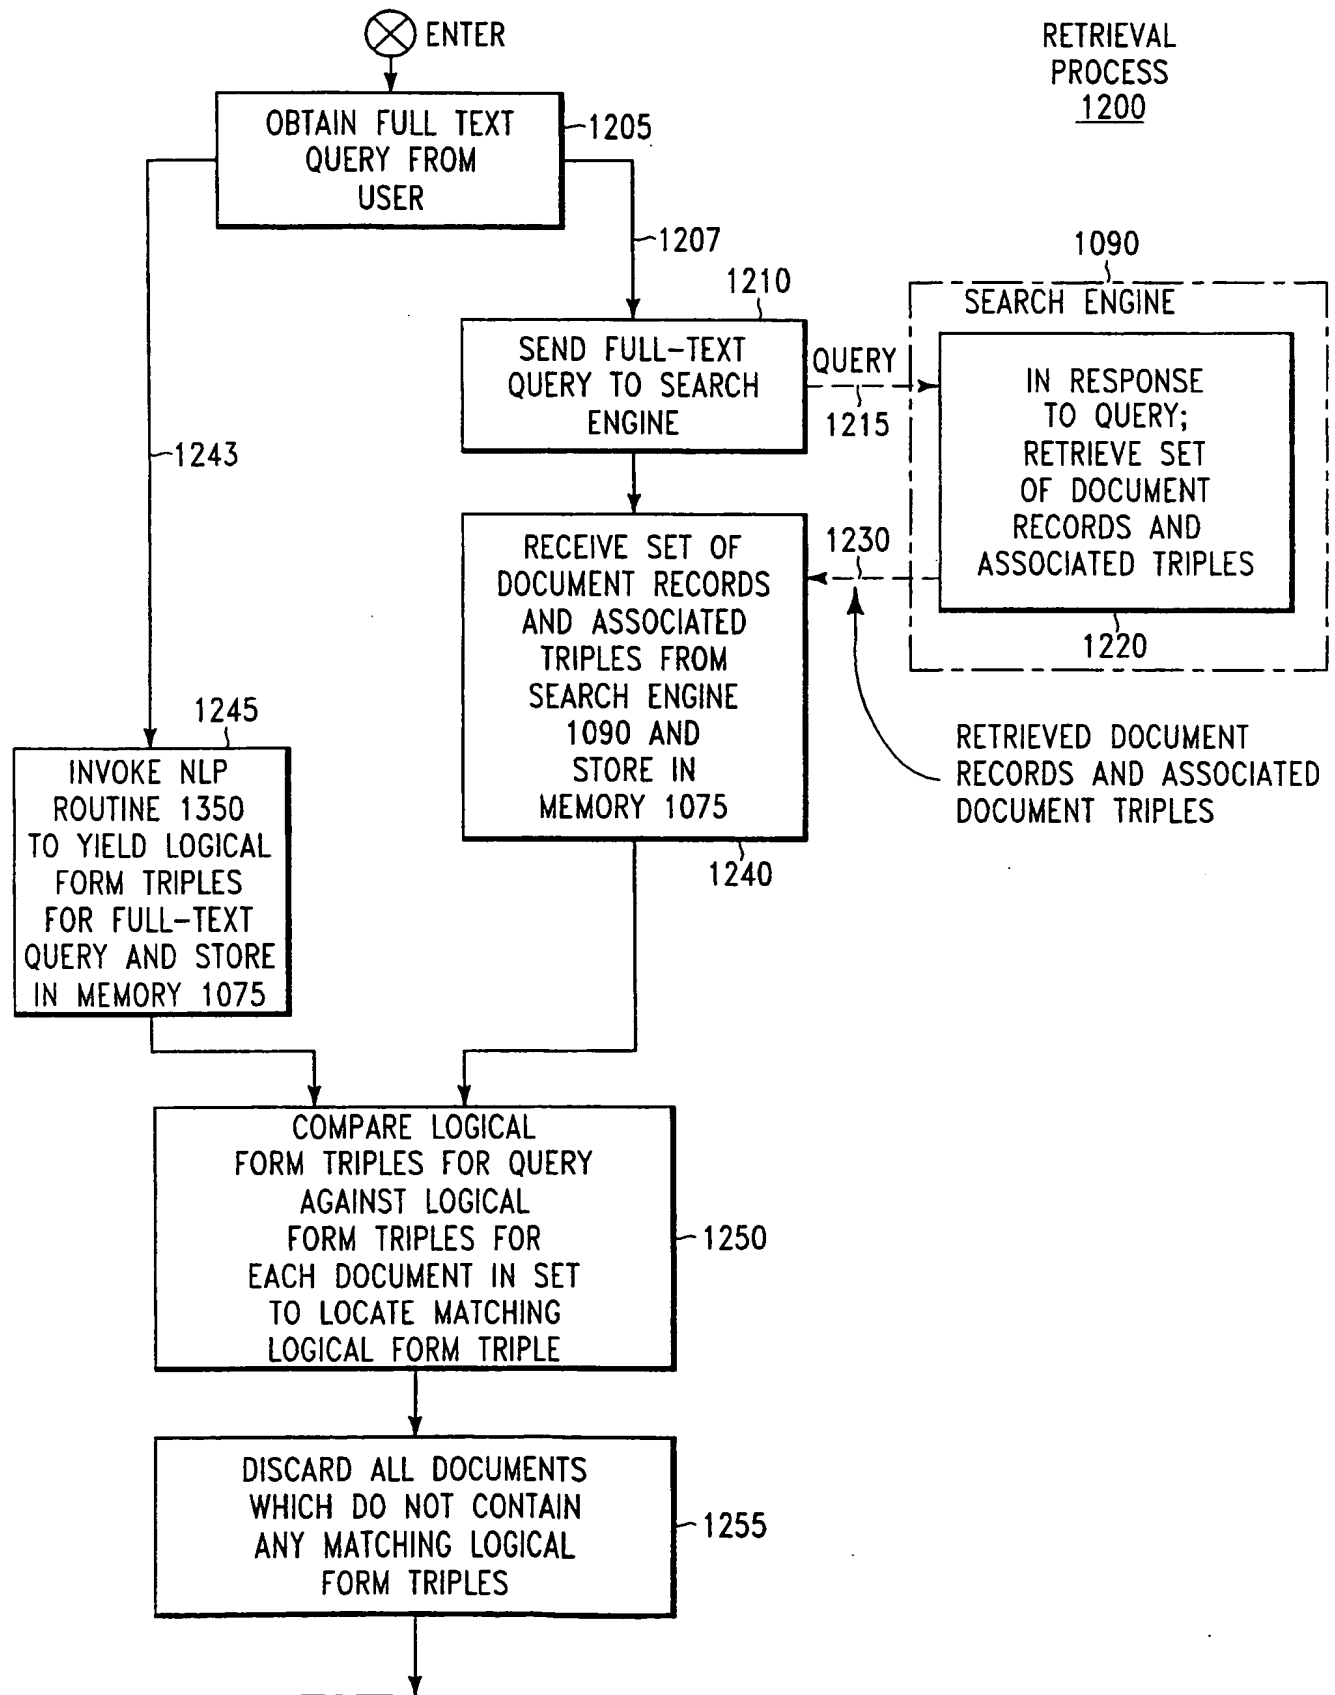 ENTER
RETRIEVAL
PROCESS
1200
OBTAIN FULL TEXT
QUERY FROM
USER
1205
1207
1243
1210
SEND FULL-TEXT
QUERY TO SEARCH
ENGINE
QUERY
1215
1090
SEARCH ENGINE
IN RESPONSE
TO QUERY;
RETRIEVE SET
OF DOCUMENT
RECORDS AND
ASSOCIATED TRIPLES
1220
1230
RECEIVE SET OF
DOCUMENT RECORDS
AND ASSOCIATED
TRIPLES FROM
SEARCH ENGINE
1090 AND
STORE IN
MEMORY 1075
1240
RETRIEVED DOCUMENT
RECORDS AND ASSOCIATED
DOCUMENT TRIPLES
1245
INVOKE NLP
ROUTINE 1350
TO YIELD LOGICAL
FORM TRIPLES
FOR FULL-TEXT
QUERY AND STORE
IN MEMORY 1075
COMPARE LOGICAL
FORM TRIPLES FOR QUERY
AGAINST LOGICAL
FORM TRIPLES FOR
EACH DOCUMENT IN SET
TO LOCATE MATCHING
LOGICAL FORM TRIPLE
1250
DISCARD ALL DOCUMENTS
WHICH DO NOT CONTAIN
ANY MATCHING LOGICAL
FORM TRIPLES
1255